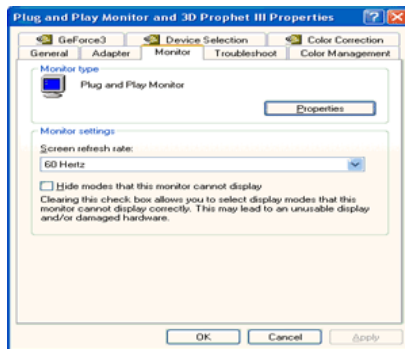 Plug and Play Monitor and 3D Prophet III Properties
GeForce3 Device Selection Color Correction
General Adapter Monitor Troubleshoot Color Management
Monitor type
Plug and Play Monitor
Properties
Monitor settings
Screen refresh rate:
60 Hertz
Hide modes that this monitor cannot display
Clearing this check box allows you to select display modes that this
monitor cannot display correctly. This may lead to an unusable display
and/or damaged hardware.
OK Cancel Apply